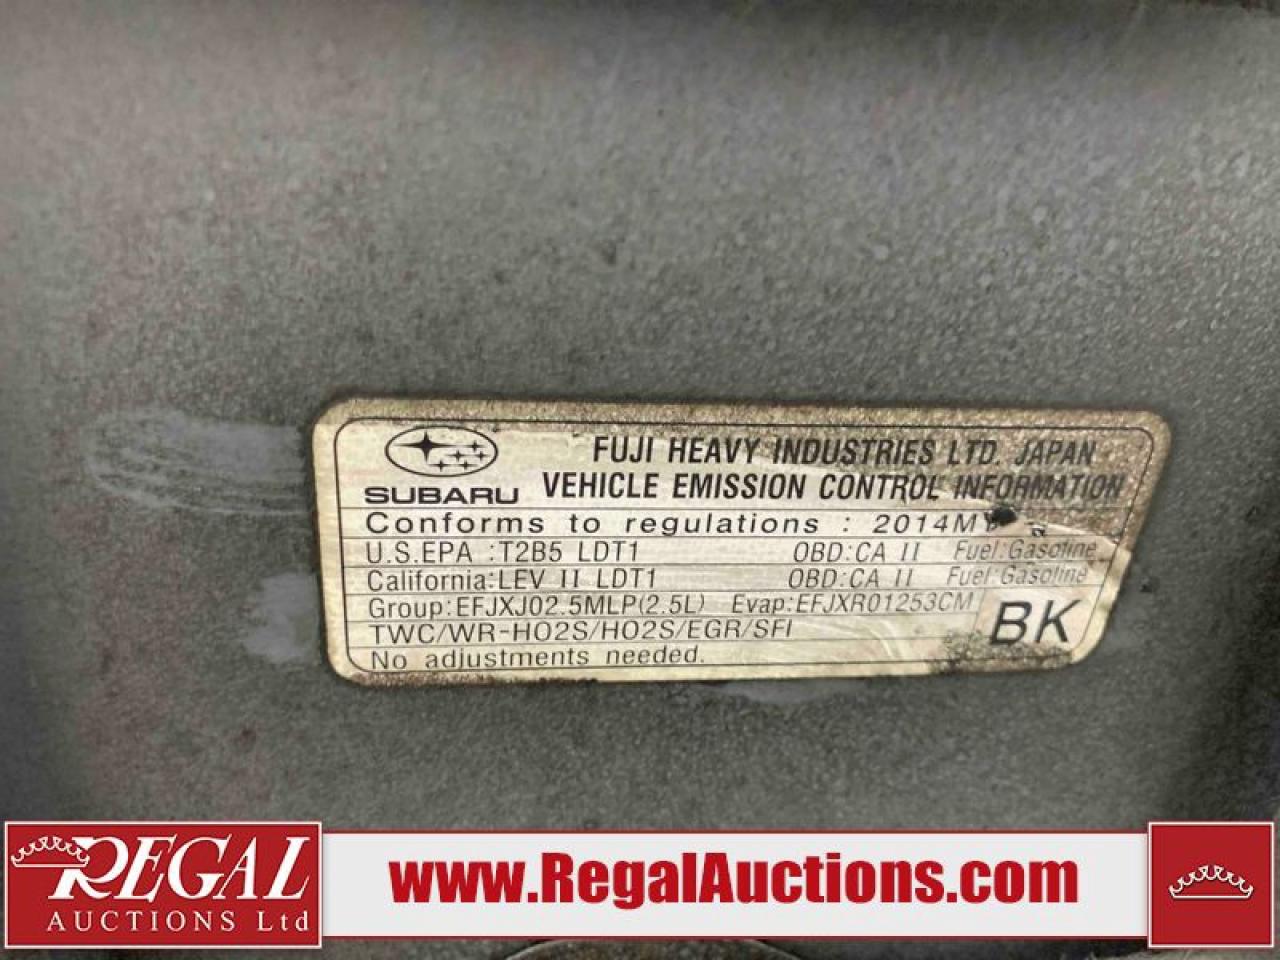 FUJI HEAVY INDUSTRIES LTD. JAPAN
SUBARU VEHICLE EMISSION CONTROL INFORMATION
Conforms to regulations : 2014MY
U.S.EPA :T2B5 LDT1 OBD:CA II Fuel:Gasoline
California:LEV II LDT1 OBD:CA II Fuel:Gasoline
Group:EFJXJ02.5MLP(2.5L) Evap:EFJXR01253CM
TWC/WR-HO2S/HO2S/EGR/SFI
BK
No adjustments needed.
REGAL
AUCTIONS Ltd
www.RegalAuctions.com